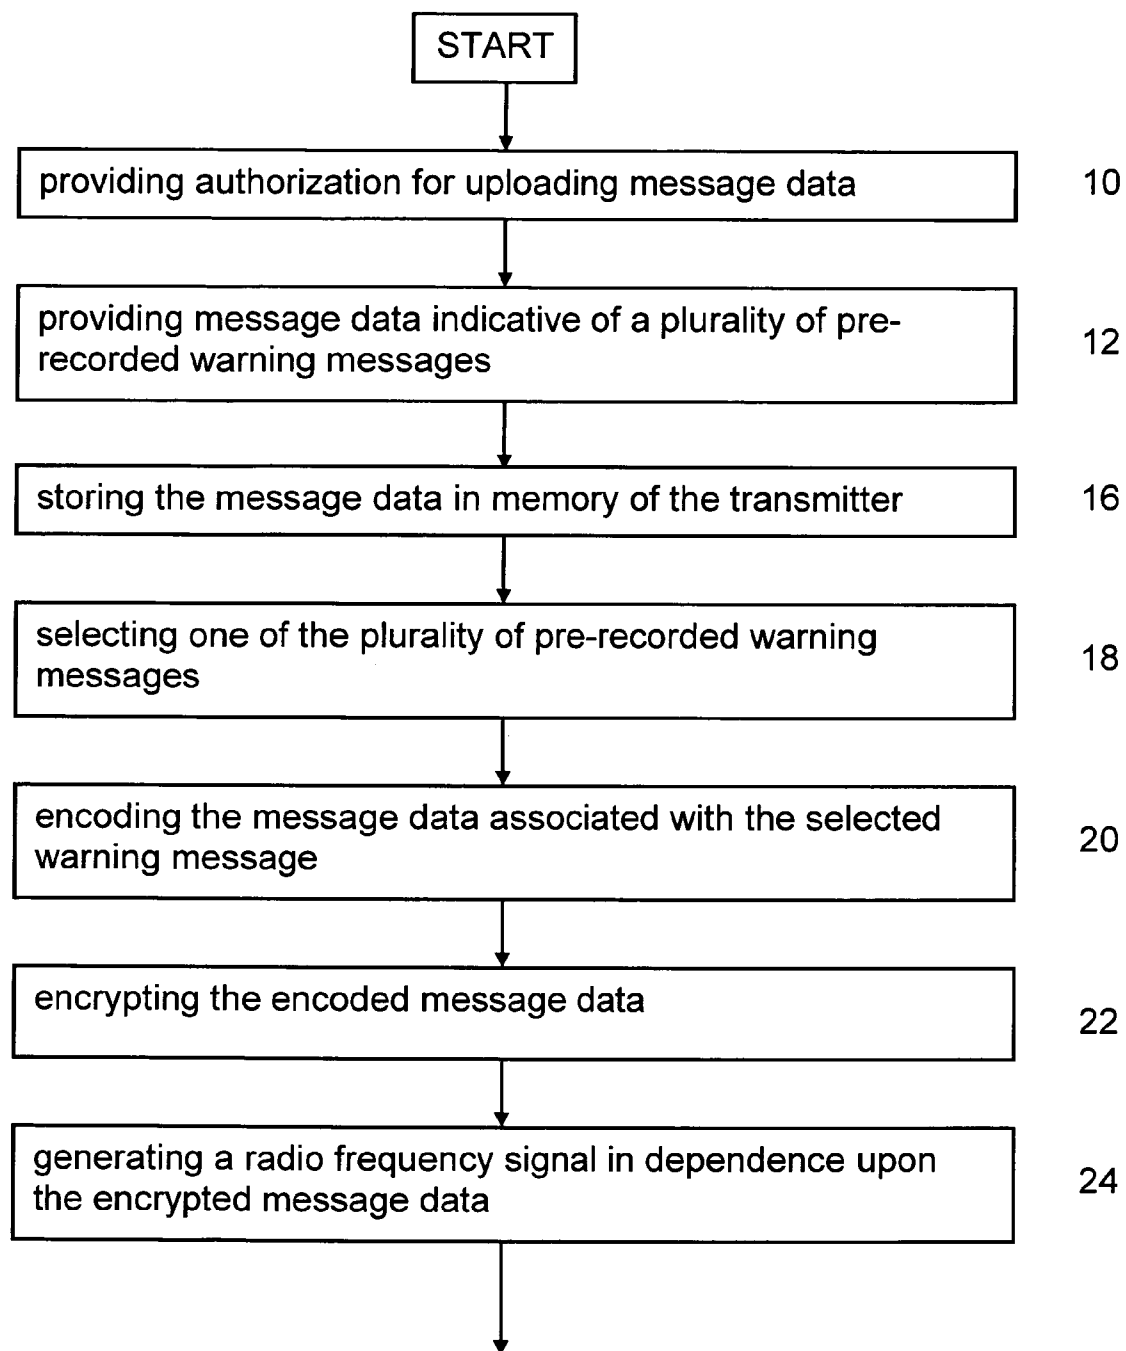 START
providing authorization for uploading message data
10
providing message data indicative of a plurality of pre-
recorded warning messages
12
storing the message data in memory of the transmitter
16
selecting one of the plurality of pre-recorded warning
messages
18
encoding the message data associated with the selected
warning message
20
encrypting the encoded message data
22
generating a radio frequency signal in dependence upon
the encrypted message data
24